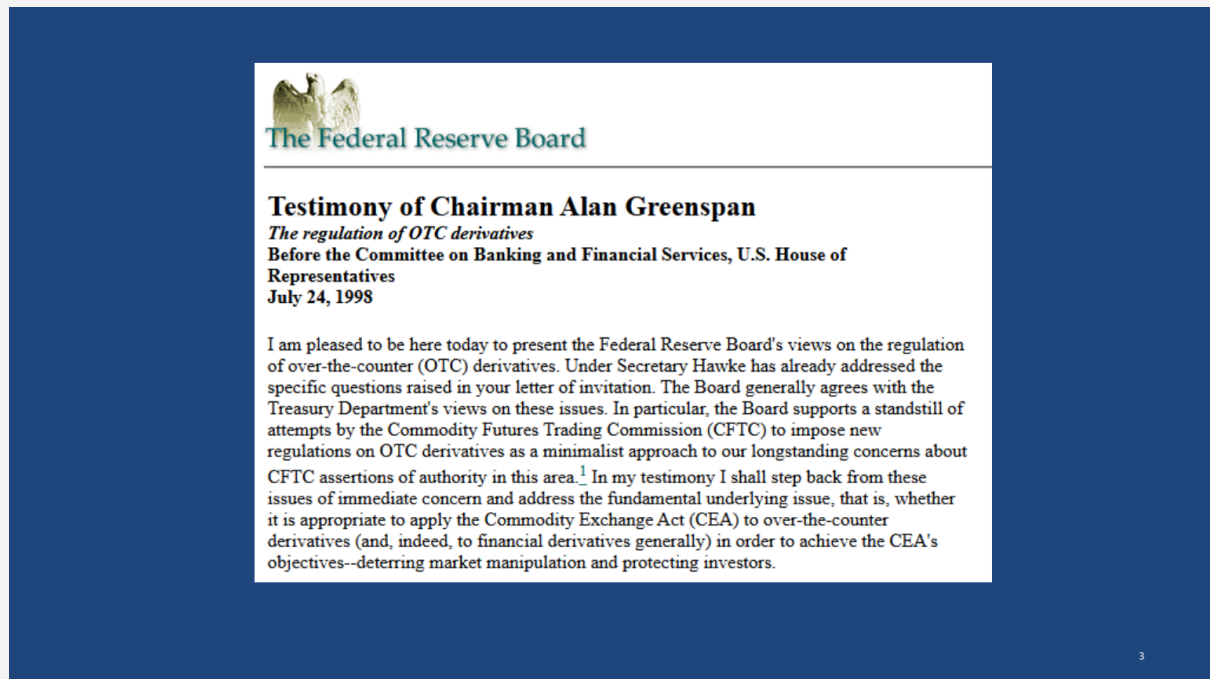 The Federal Reserve Board
Testimony of Chairman Alan Greenspan
The regulation of OTC derivatives
Before the Committee on Banking and Financial Services, U.S. House of
Representatives
July 24, 1998
I am pleased to be here today to present the Federal Reserve Board's views on the regulation
of over-the-counter (OTC) derivatives. Under Secretary Hawke has already addressed the
specific questions raised in your letter of invitation. The Board generally agrees with the
Treasury Department's views on these issues. In particular, the Board supports a standstill of
attempts by the Commodity Futures Trading Commission (CFTC) to impose new
regulations on OTC derivatives as a minimalist approach to our longstanding concerns about
CFTC assertions of authority in this area.1 In my testimony I shall step back from these
issues of immediate concern and address the fundamental underlying issue, that is, whether
it is appropriate to apply the Commodity Exchange Act (CEA) to over-the-counter
derivatives (and, indeed, to financial derivatives generally) in order to achieve the CEA's
objectives--deterring market manipulation and protecting investors.
3